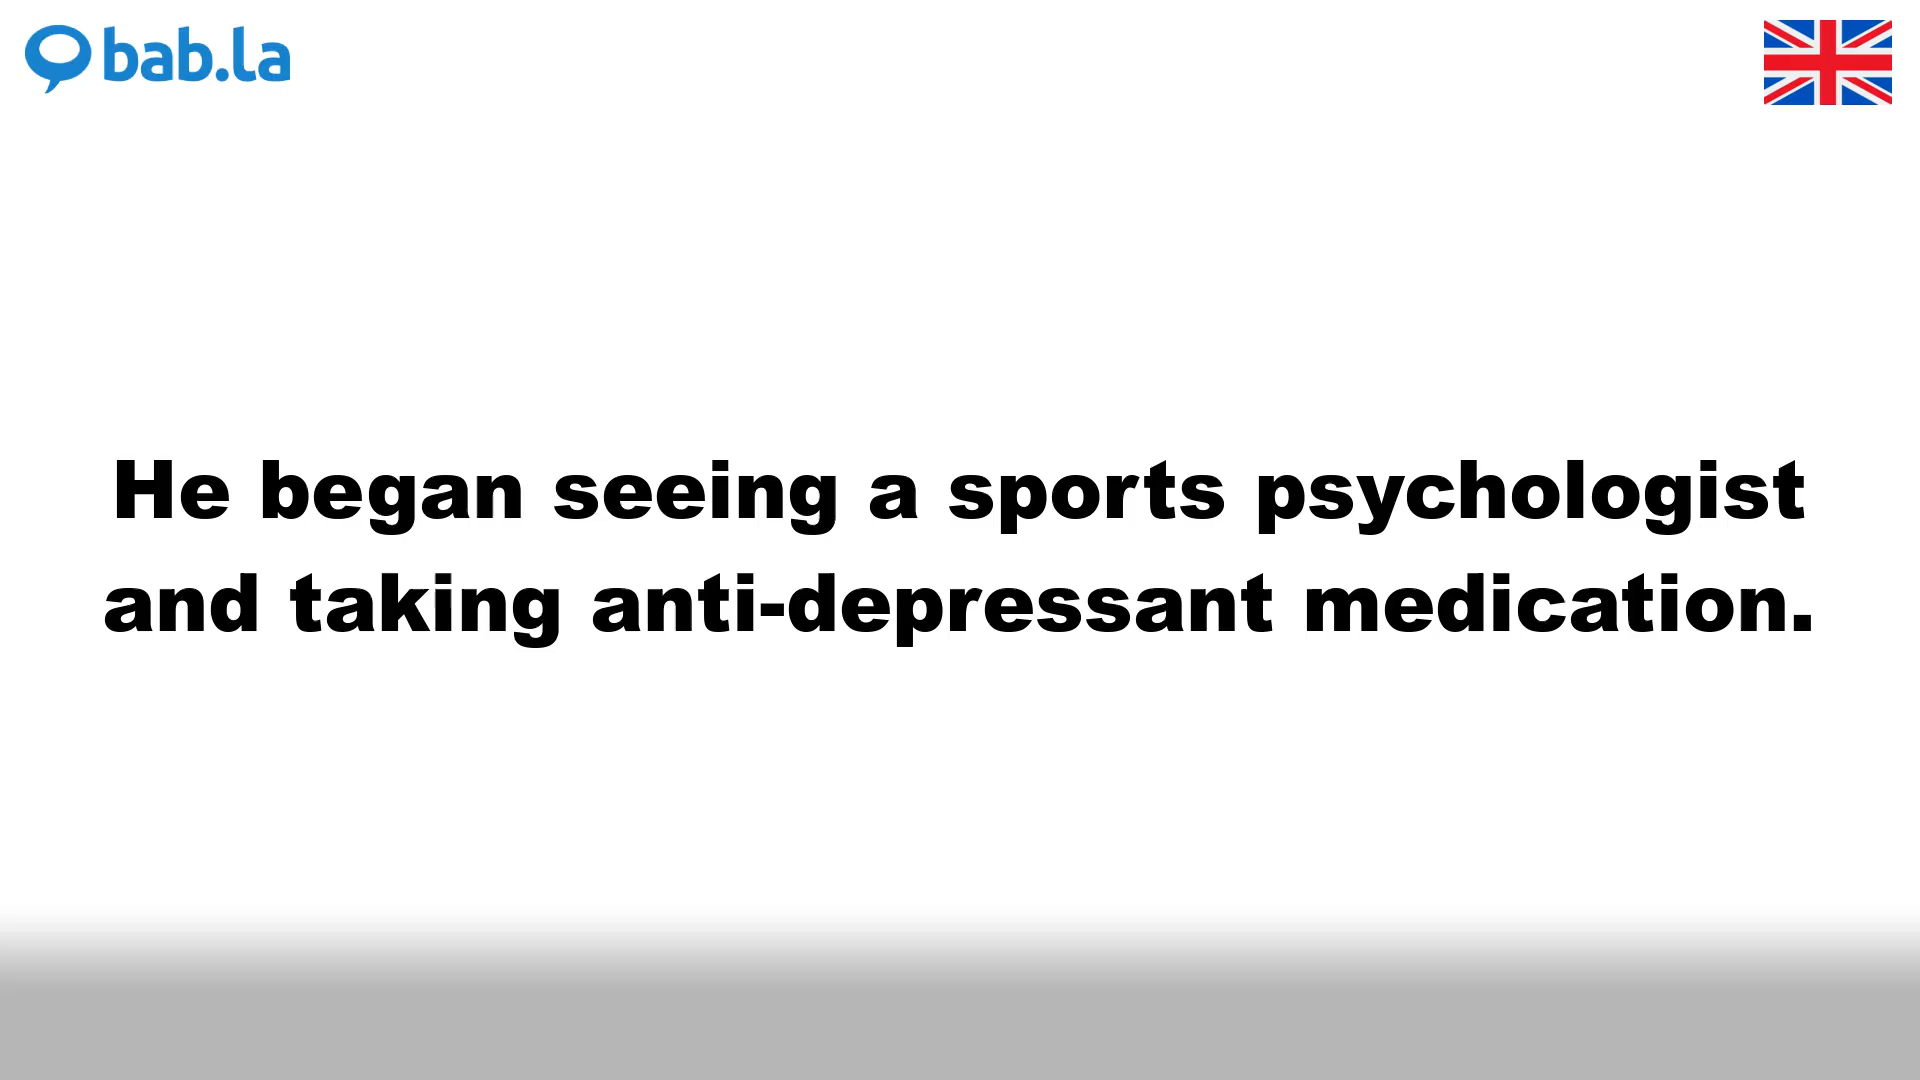 bab.la
He began seeing a sports psychologist
and taking anti-depressant medication.